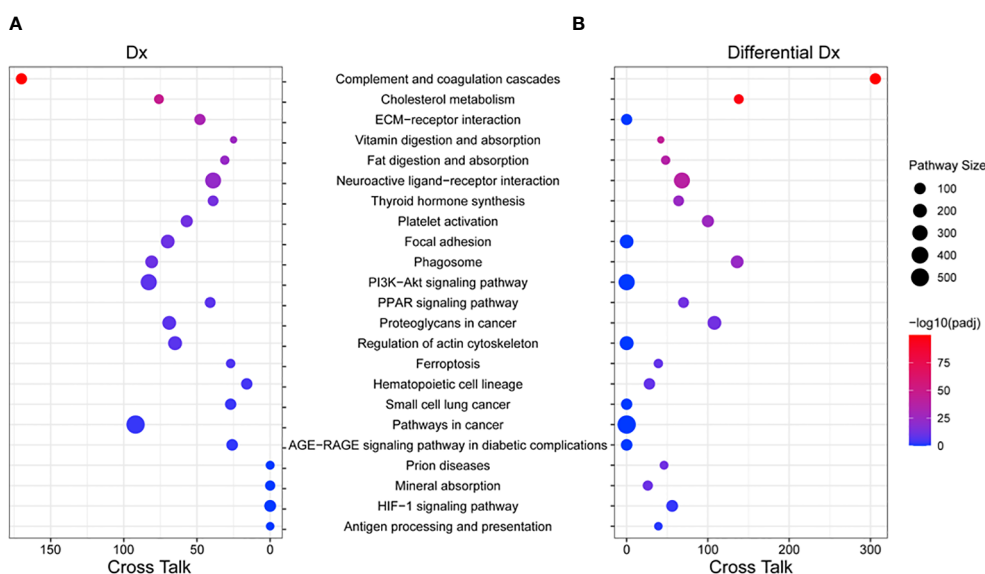 A
B
Dx
Differential Dx
Complement and coagulation cascades
Cholesterol metabolism
ECM−receptor interaction
Vitamin digestion and absorption
Fat digestion and absorption
Neuroactive ligand−receptor interaction
Thyroid hormone synthesis
Platelet activation
Focal adhesion
Phagosome
PI3K−Akt signaling pathway
PPAR signaling pathway
Proteoglycans in cancer
Regulation of actin cytoskeleton
Ferroptosis
Hematopoietic cell lineage
Small cell lung cancer
Pathways in cancer
AGE−RAGE signaling pathway in diabetic complications
Prion diseases
Mineral absorption
HIF−1 signaling pathway
Antigen processing and presentation
150 100 50 0
Cross Talk
0 100 200 300
Cross Talk
Pathway Size
100
200
300
400
500
−log10(padj)
75
50
25
0